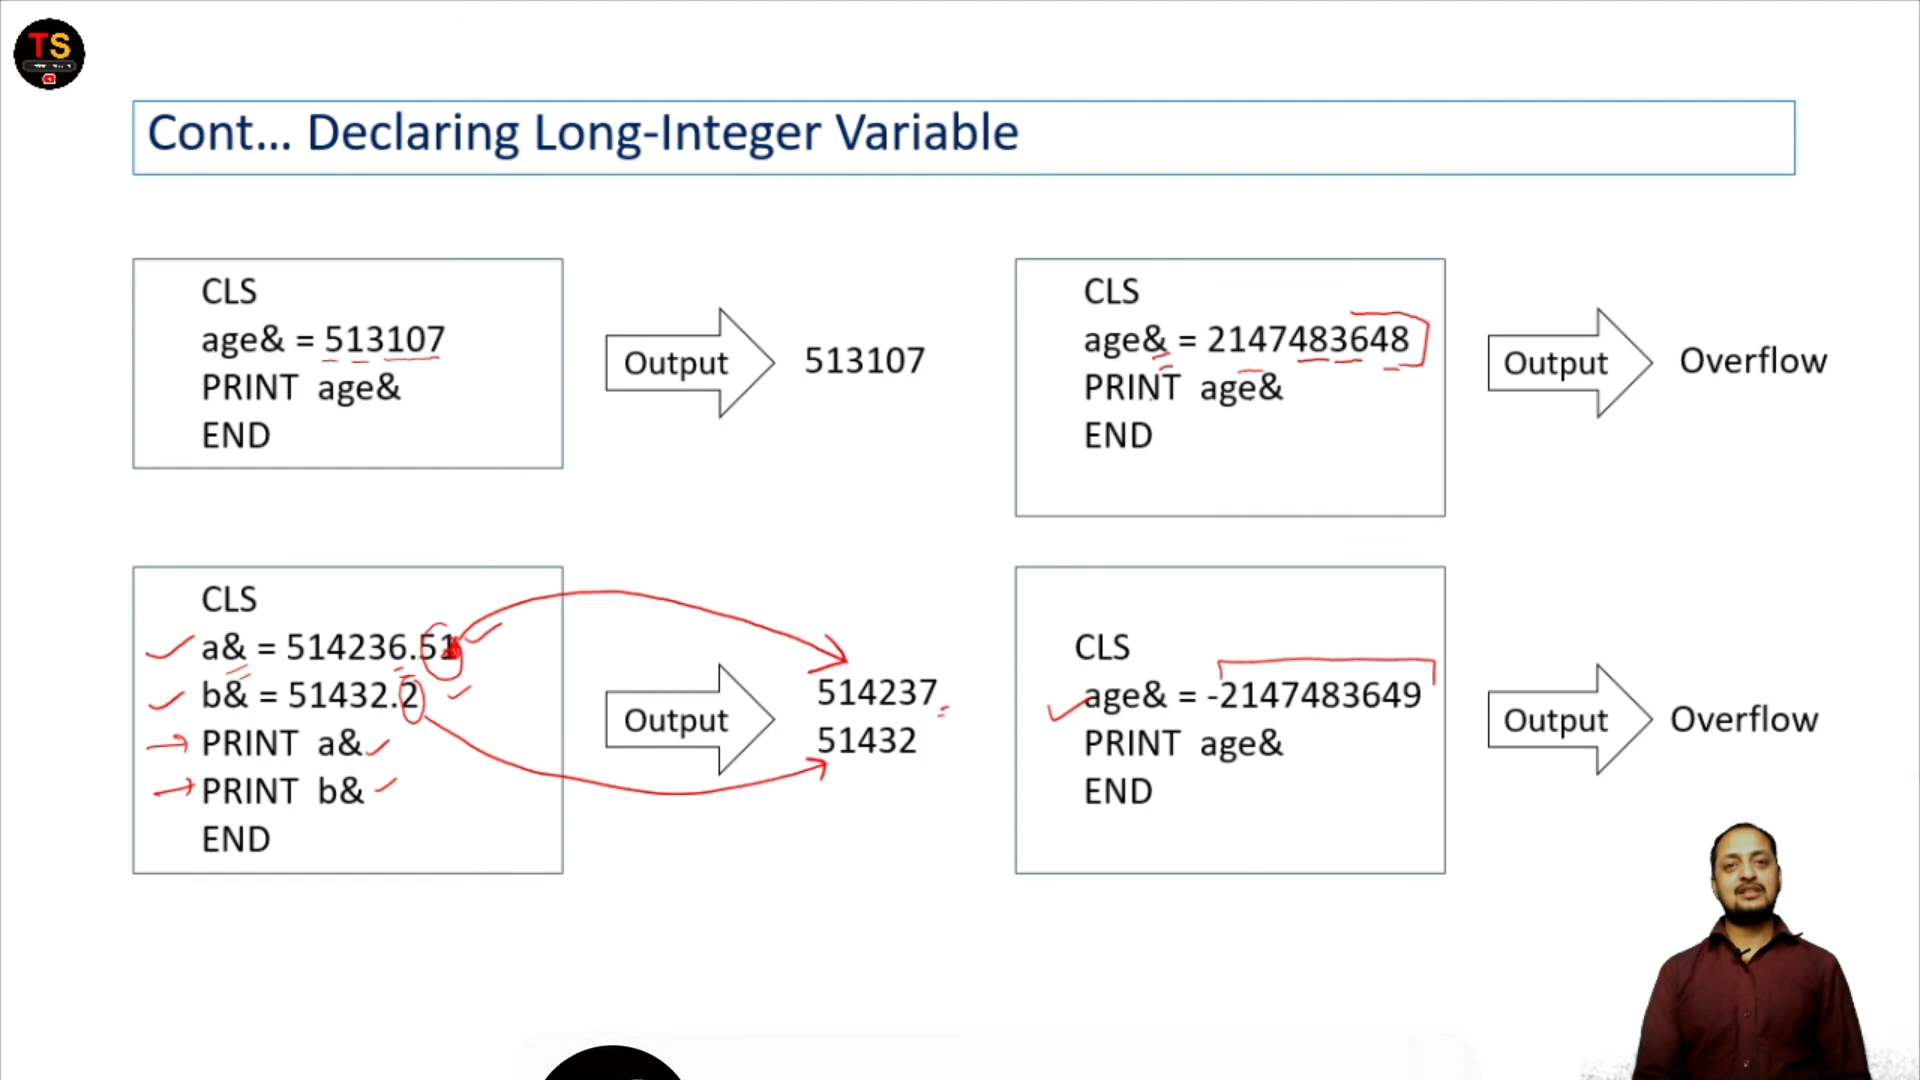 TS
Cont... Declaring Long-Integer Variable
CLS
age& = 513107
PRINT age&
END
Output
513107
CLS
age& = 2147483648
PRINT age&
END
Output
Overflow
CLS
a& = 514236.51
b& = 51432.2
PRINT a&
PRINT b&
END
Output
514237
51432
CLS
age& = -2147483649
PRINT age&
END
Output
Overflow